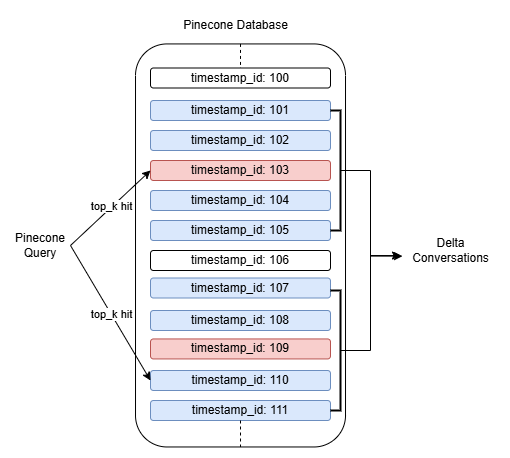 Pinecone Database
timestamp_id: 100
timestamp_id: 101
timestamp_id: 102
timestamp_id: 103
timestamp_id: 104
top_k hit
timestamp_id: 105
Pinecone
Query
Delta
Conversations
timestamp_id: 106
timestamp_id: 107
top_k hit
timestamp_id: 108
timestamp_id: 109
timestamp_id: 110
timestamp_id: 111